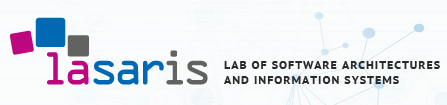 lasaris
LAB OF SOFTWARE ARCHITECTURES
AND INFORMATION SYSTEMS